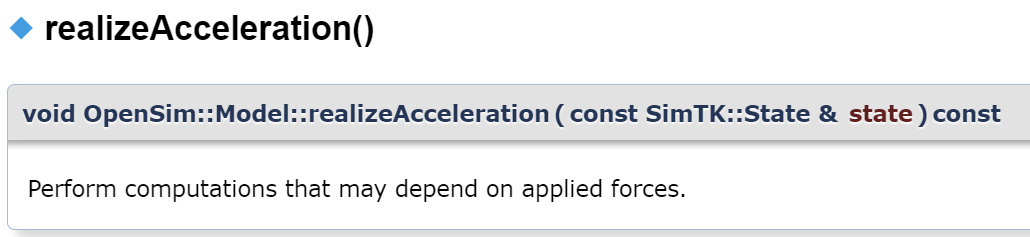 realizeAcceleration()
void OpenSim::Model::realizeAcceleration ( const SimTK::State & state ) const
Perform computations that may depend on applied forces.